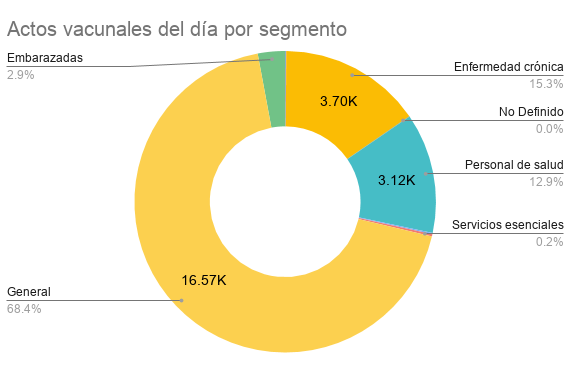 Actos vacunales del día por segmento
Embarazadas
2.9%
Enfermedad crónica
15.3%
3.70K
No Definido
0.0%
Personal de salud
12.9%
3.12K
Servicios esenciales
0.2%
16.57K
General
68.4%